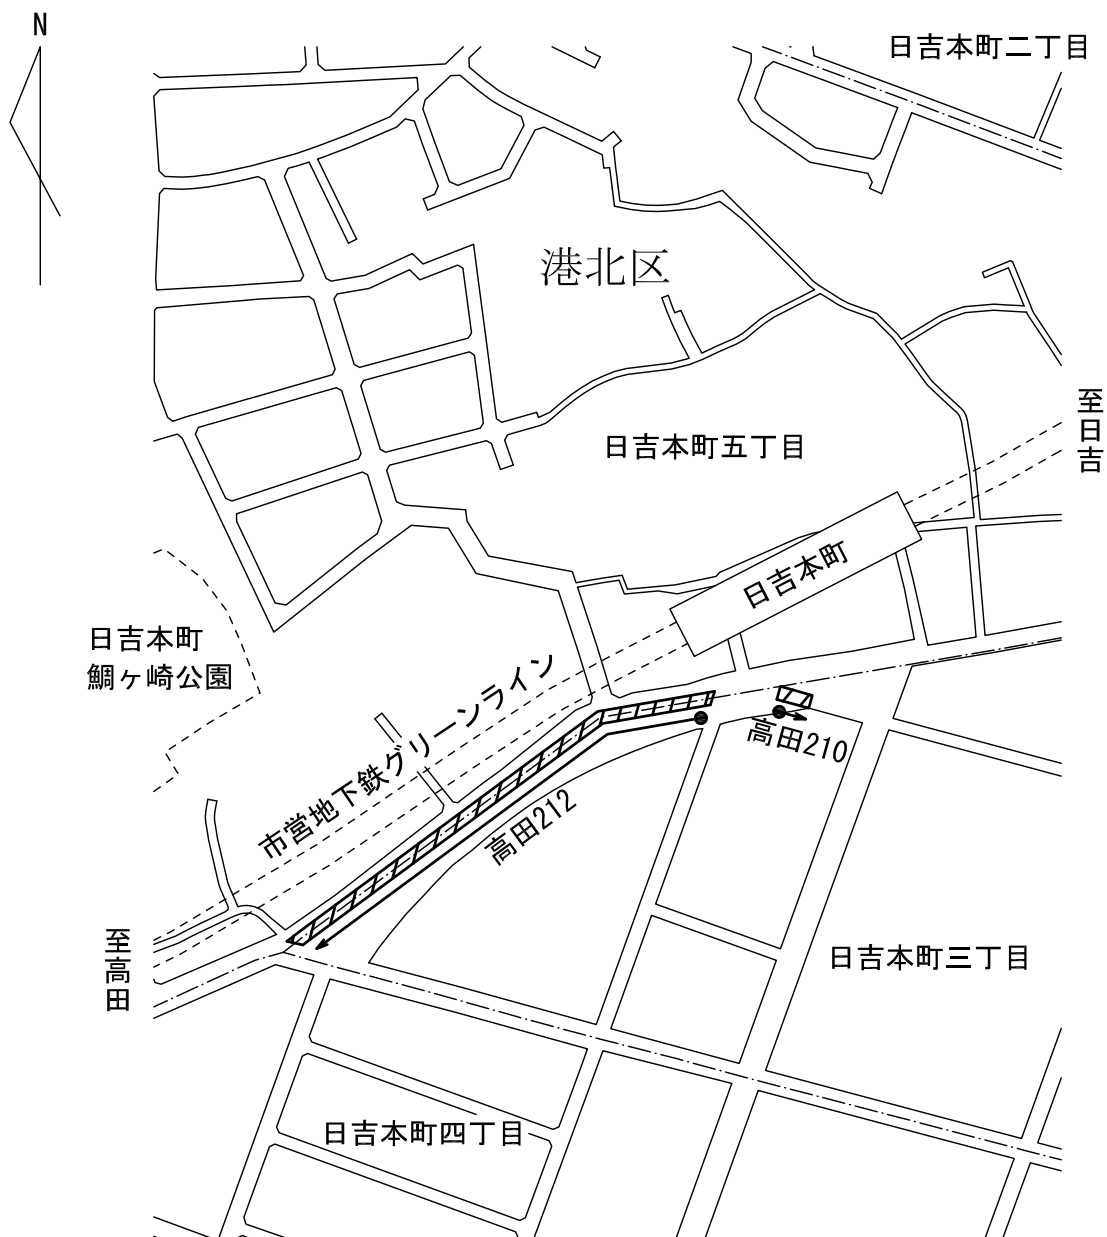 N
日吉本町二丁目
港北区
至日吉
日吉本町五丁目
日吉本町
日吉本町
鯛ヶ崎公園
市営地下鉄グリーンライン
高田210
高田212
至高田
日吉本町三丁目
日吉本町四丁目